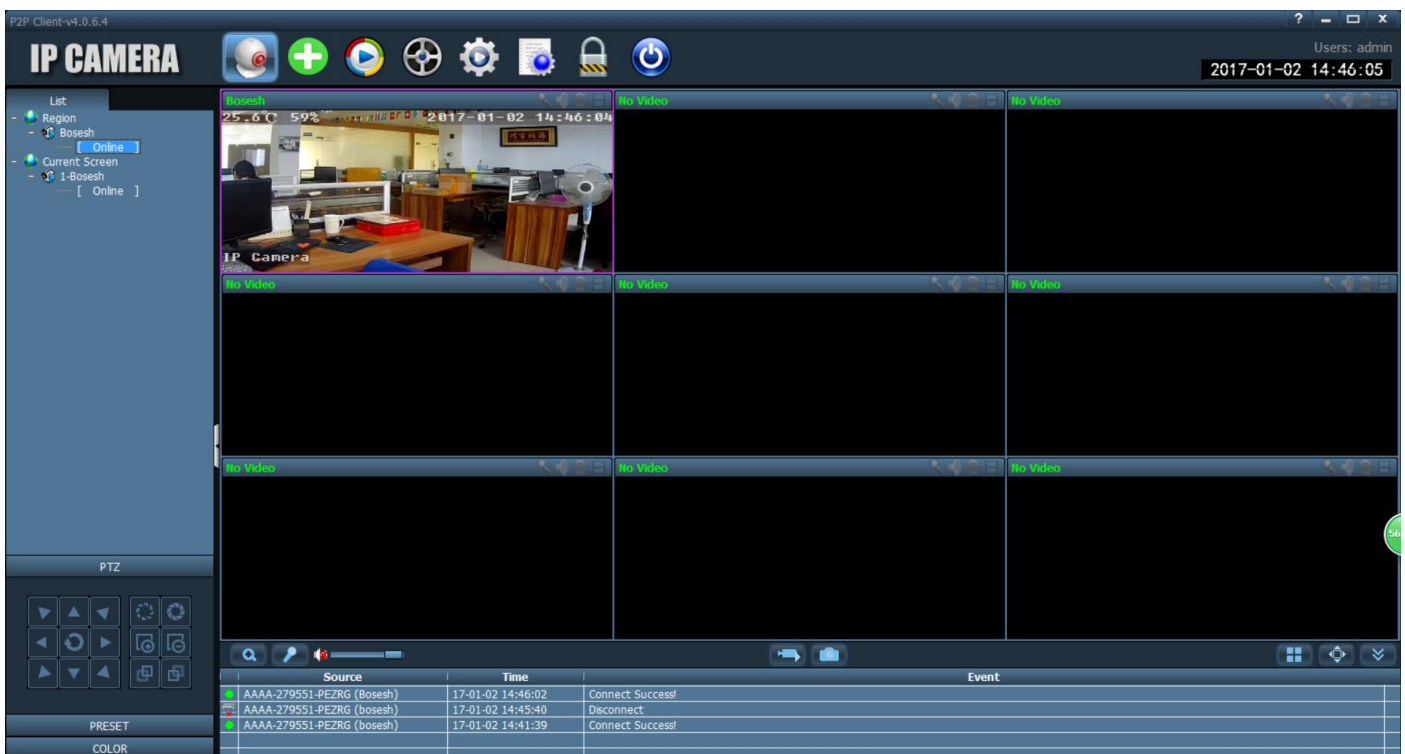 P2P Client-v4.0.6.4
IP CAMERA
Users: admin
2017-01-02 14:46:05
List
Region
Bosesh
[ Online ]
Current Screen
1-Bosesh
[ Online ]
Bosesh
No Video
No Video
25.6℃ 59%
2017-01-02 14:46:04
IP Camera
No Video
No Video
No Video
No Video
No Video
No Video
56
PTZ
Source Time Event
AAAA-279551-PEZRG (Bosesh) 17-01-02 14:46:02 Connect Success!
AAAA-279551-PEZRG (bosesh) 17-01-02 14:45:40 Disconnect
AAAA-279551-PEZRG (bosesh) 17-01-02 14:41:39 Connect Success!
PRESET
COLOR